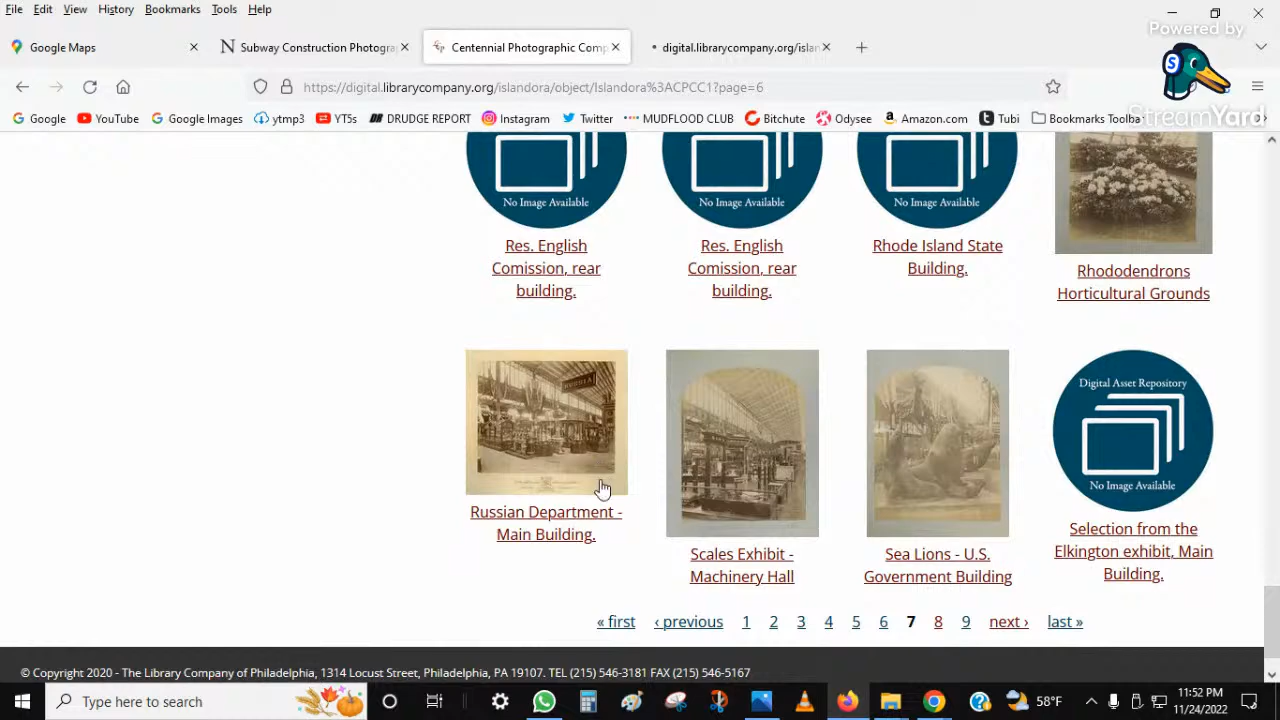 File Edit View History Bookmarks Tools Help
Google Maps
Subway Construction Photogra
Centennial Photographic Comp
digital.librarycompany.org/islan
Powered by
StreamYard
https://digital.librarycompany.org/islandora/object/Islandora%3ACPCC1?page=6
Google YouTube Google Images ytmp3 YT5s DRUDGE REPORT Instagram Twitter MUDFLOOD CLUB Bitchute Odysee Amazon.com Tubi Bookmarks Toolba
No Image Available
No Image Available
No Image Available
Res. English
Comission, rear
building.
Res. English
Comission, rear
building.
Rhode Island State
Building.
Rhododendrons
Horticultural Grounds
RUSSIA
Russian Department -
Main Building.
Scales Exhibit -
Machinery Hall
Sea Lions - U.S.
Government Building
Digital Asset Repository
No Image Available
Selection from the
Elkington exhibit, Main
Building.
« first ‹ previous 1 2 3 4 5 6 7 8 9 next › last »
© Copyright 2020 - The Library Company of Philadelphia, 1314 Locust Street, Philadelphia, PA 19107. TEL (215) 546-3181 FAX (215) 546-5167
Type here to search
58°F
11:52 PM
11/24/2022